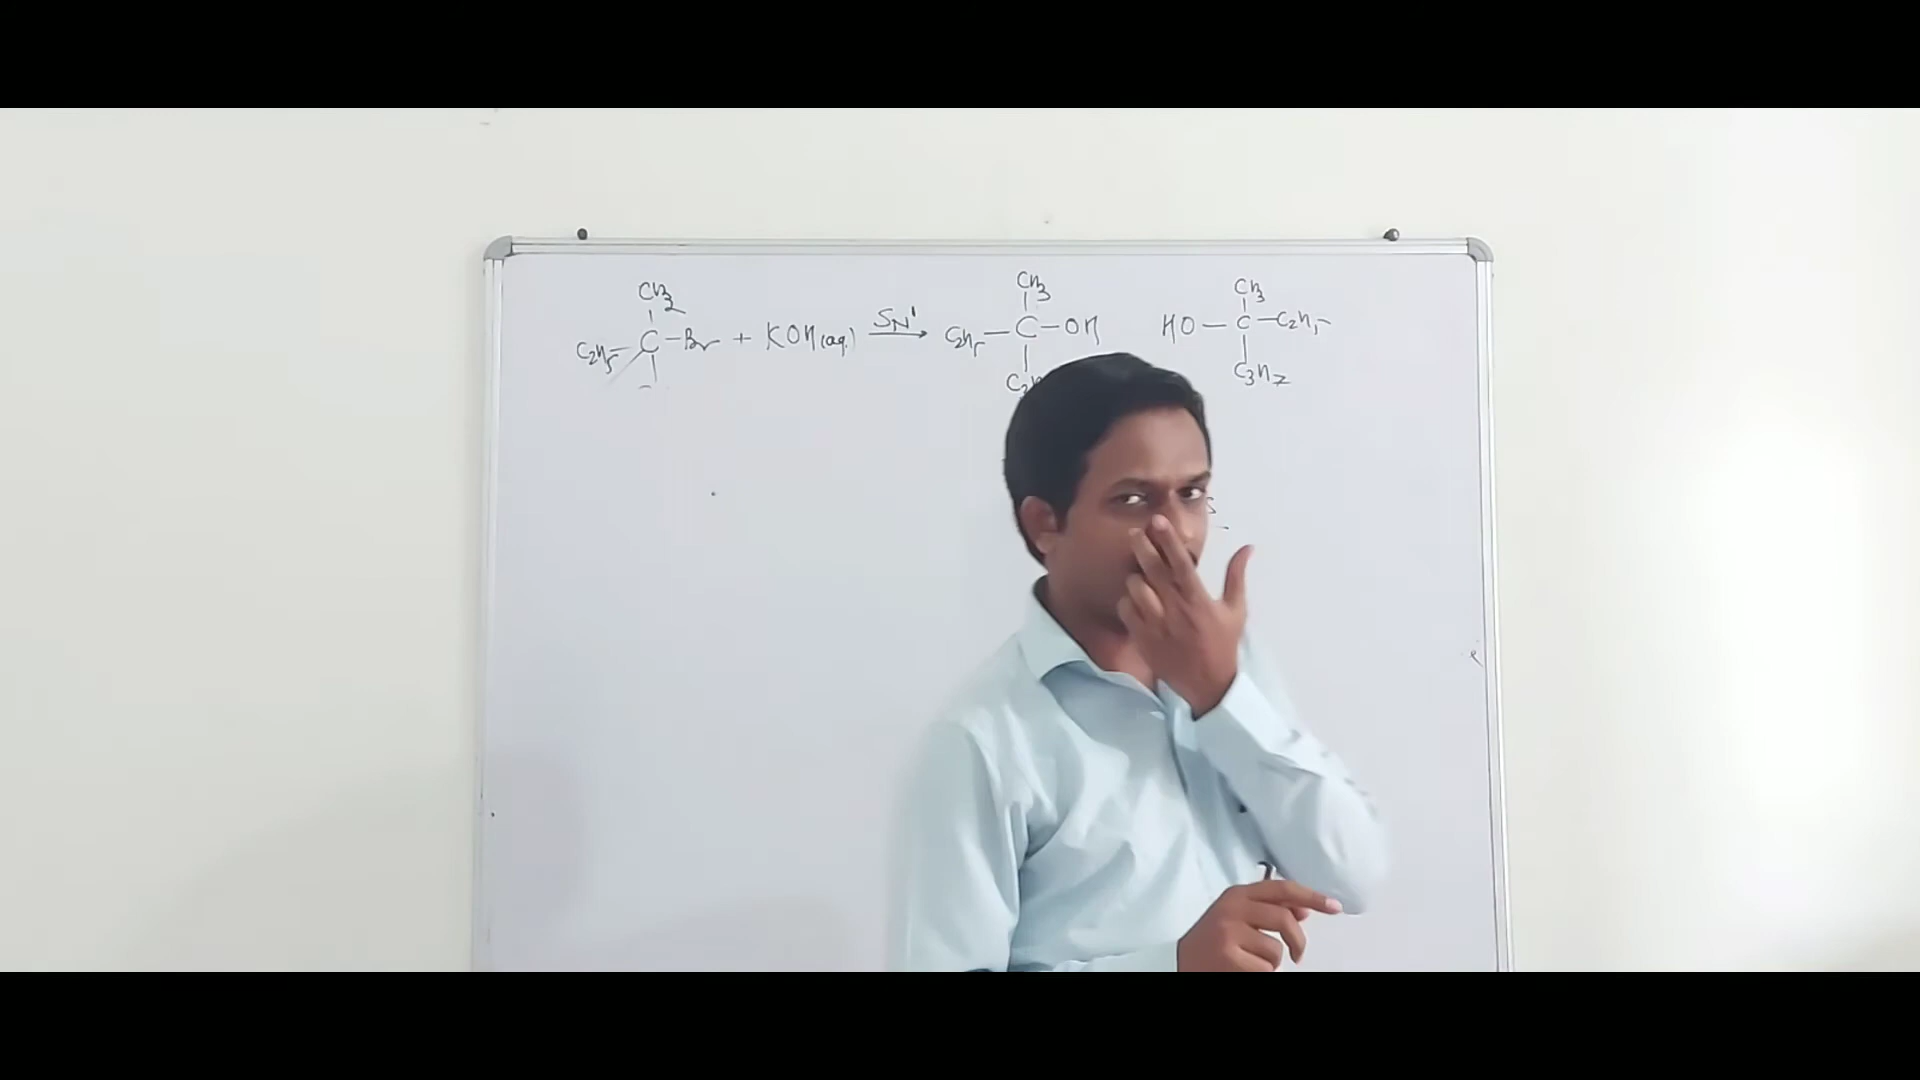 CH3 CH3 CH3
C2H5 C - Br + KOH (aq.) SN1 C2H5 - C - OH HO - C - C2H5
C3H7